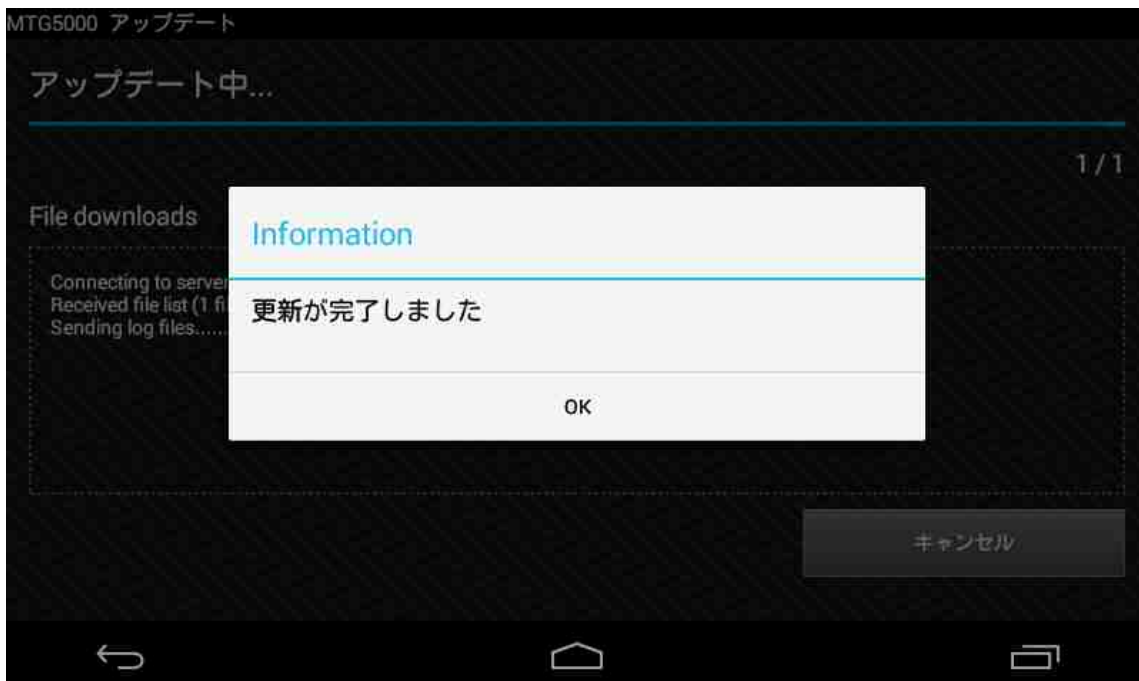 MTG5000 アップデート
アップデート中...
1 / 1
File downloads
Information
Connecting to server
Received file list (1
Sending log files......
更新が完了しました
OK
キャンセル